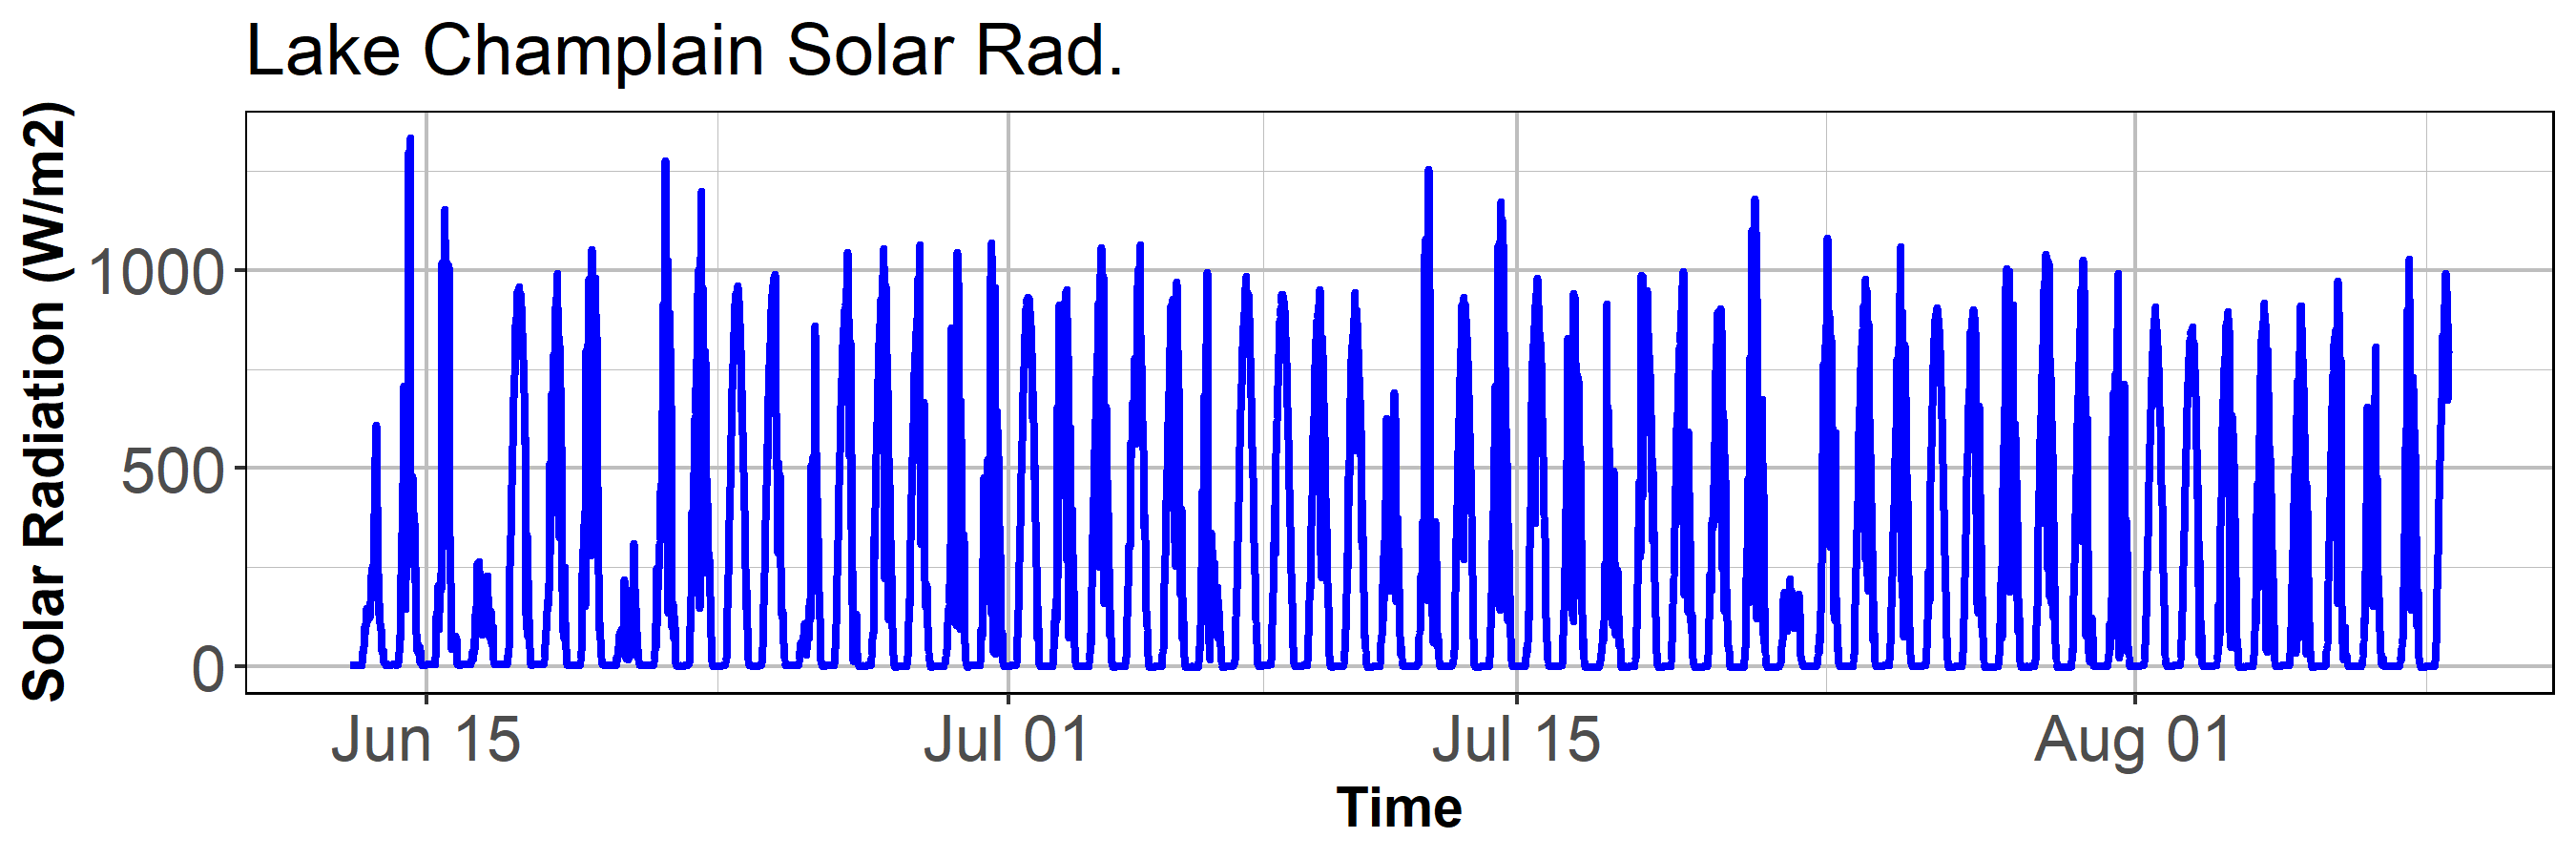 Lake Champlain Solar Rad.
Solar Radiation (W/m2)
1000
500
0
Jun 15
Jul 01
Jul 15
Aug 01
Time